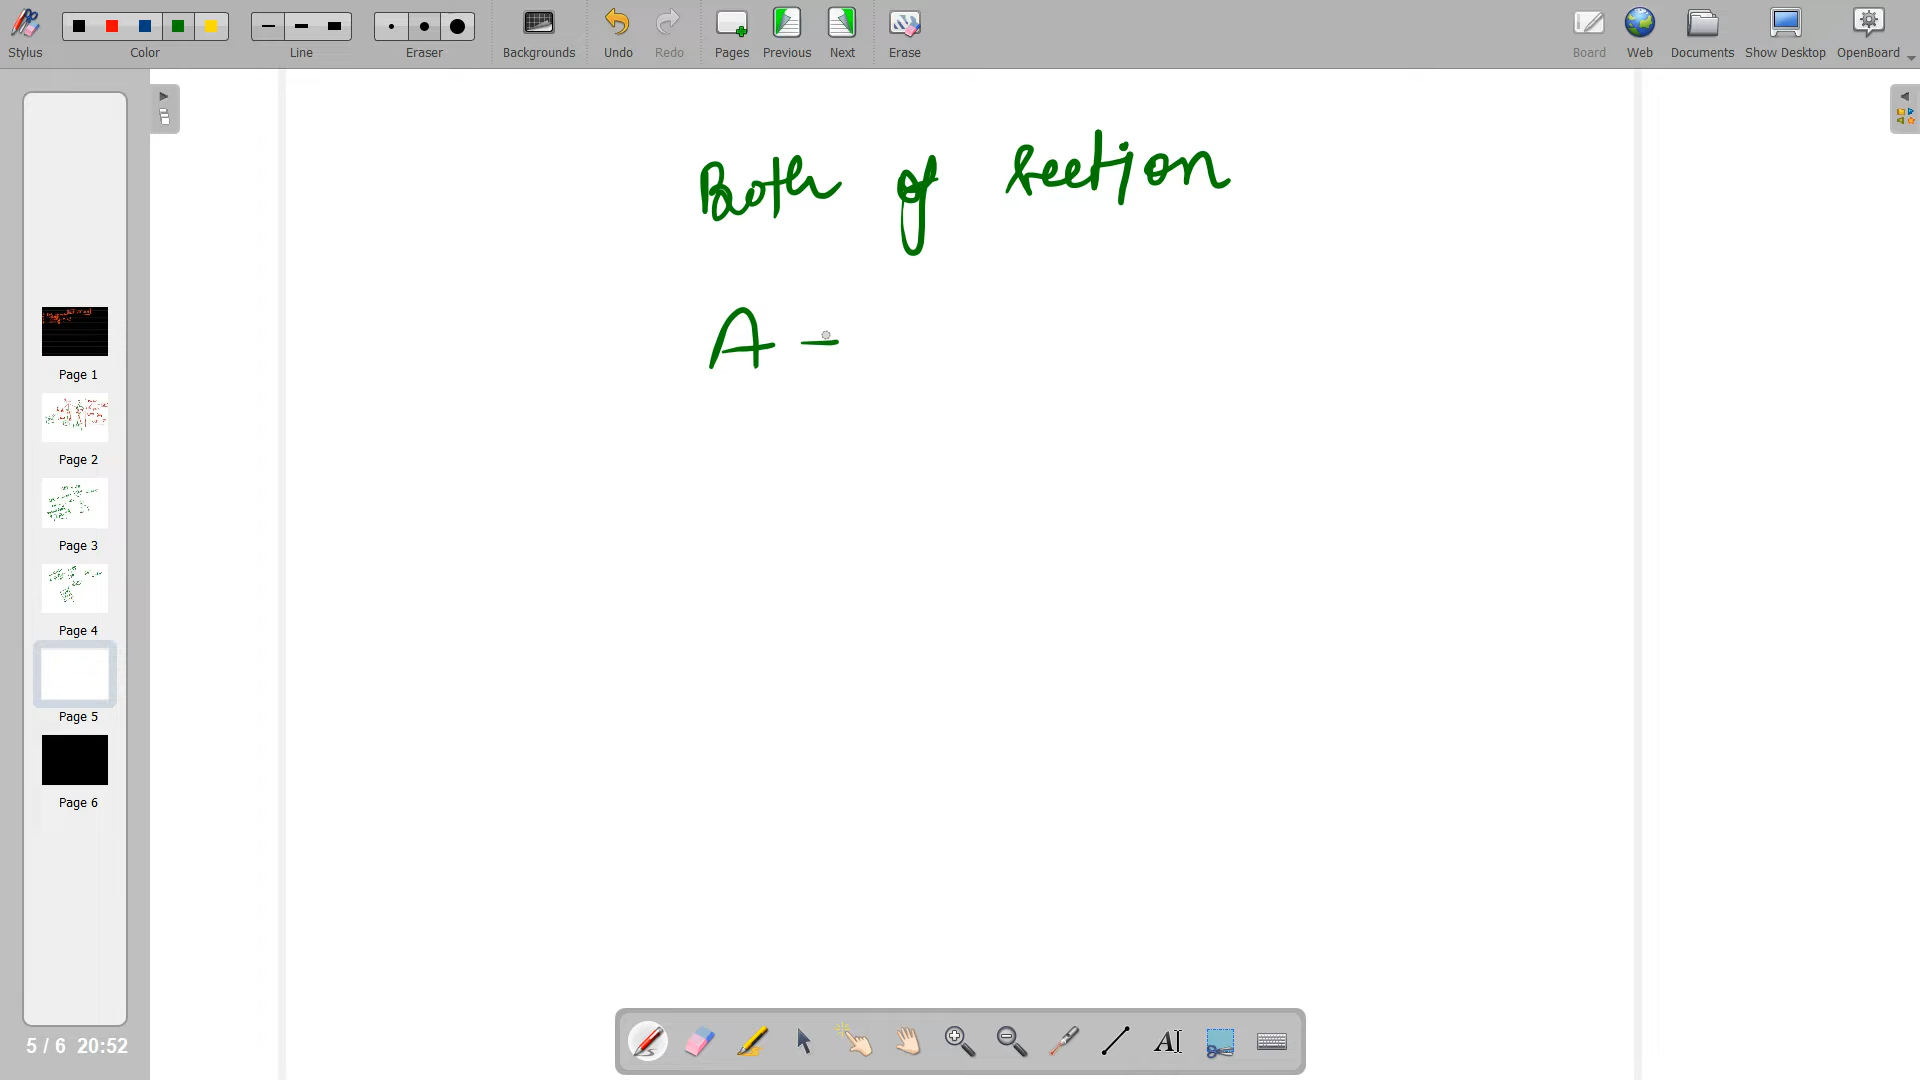 Stylus Color Line Eraser Backgrounds Undo Redo Pages Previous Next Erase Board Web Documents Show Desktop OpenBoard
Both of section
A -
Page 1
Page 2
Page 3
Page 4
Page 5
Page 6
5 / 6 20:52